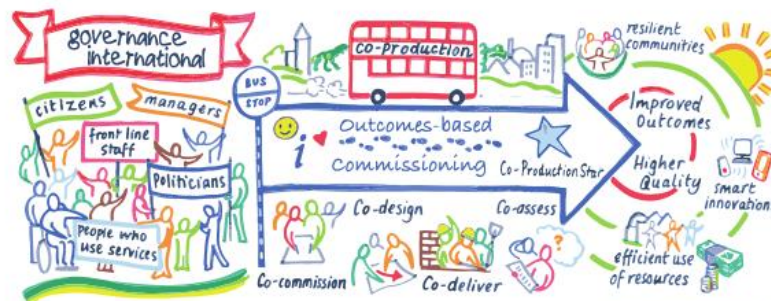 governance
international
citizens
managers
front line
staff
politicians
people who
use services
BUS
STOP
CO-PRODUCTION
i
Outcomes-based
Commissioning
Co-Production Star
Co-commission
Co-design
Co-deliver
Co-assess
?
resilient
communities
Improved
Outcomes
Higher
Quality
smart
innovation
efficient use
of resources